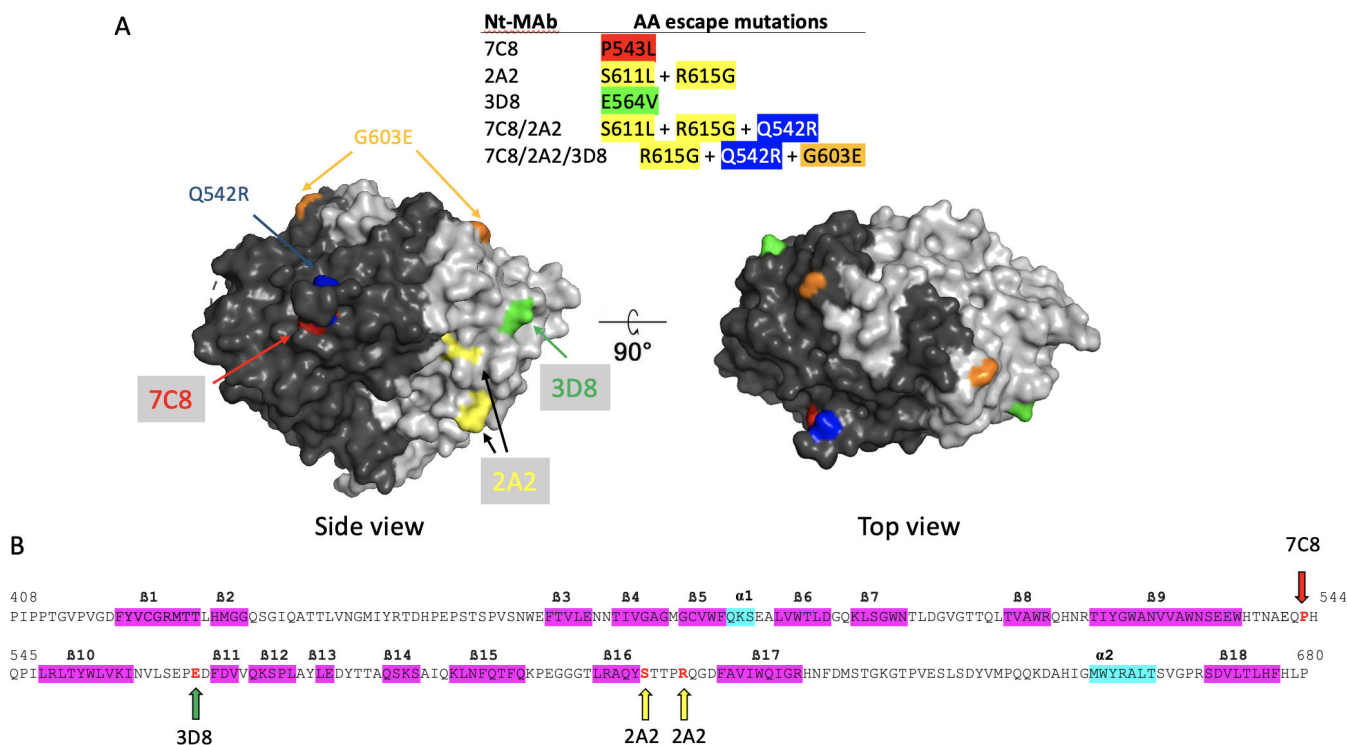 A
Nt-MAb AA escape mutations
7C8 P543L
2A2 S611L + R615G
3D8 E564V
7C8/2A2 S611L + R615G + Q542R
7C8/2A2/3D8 R615G + Q542R + G603E
G603E
Q542R
90°
7C8
3D8
2A2
Side view
Top view
B
7C8
408 ß1 ß2 ß3 ß4 ß5 α1 ß6 ß7 ß8 ß9
PIPPTGVPVGDFYVCGRMTTLHMGGQSGIQATTLVNGMIYRTDHPEPSTSPVSNWEFTVLENNTIVGAGMGCVWFQKSEALVWTLDGQKLSGWNTLDGVGTTQLTVAWRQHNRTIYGWANVVAWNSEEWHTNAEQPH 544
545 ß10 ß11 ß12 ß13 ß14 ß15 ß16 ß17 α2 ß18 680
QPILRLTYWLVKINVLSEPEDFDVVQKSPLAYLEDYTTAQSKSAIQKLNFQTFQKPEGGGTLRAQYSTTPRQGDFAVIWQIGRHNFDMSTGKGTPVESLSDYVMPQQKDAHIGMWYRALTSVGPRSDVLTLHFHLP
3D8 2A2 2A2